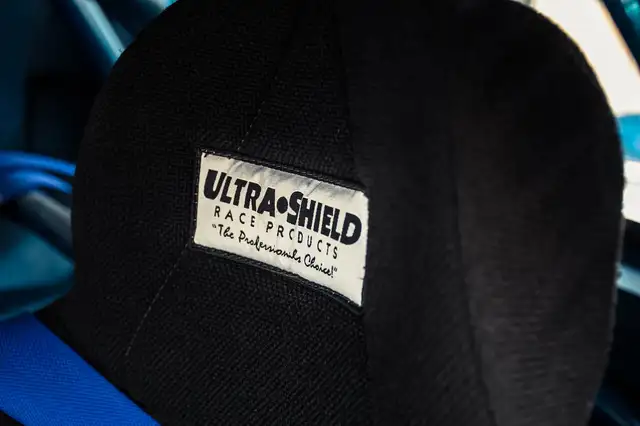 ULTRA•SHIELD
RACE PRODUCTS
"The Professionals Choice!"